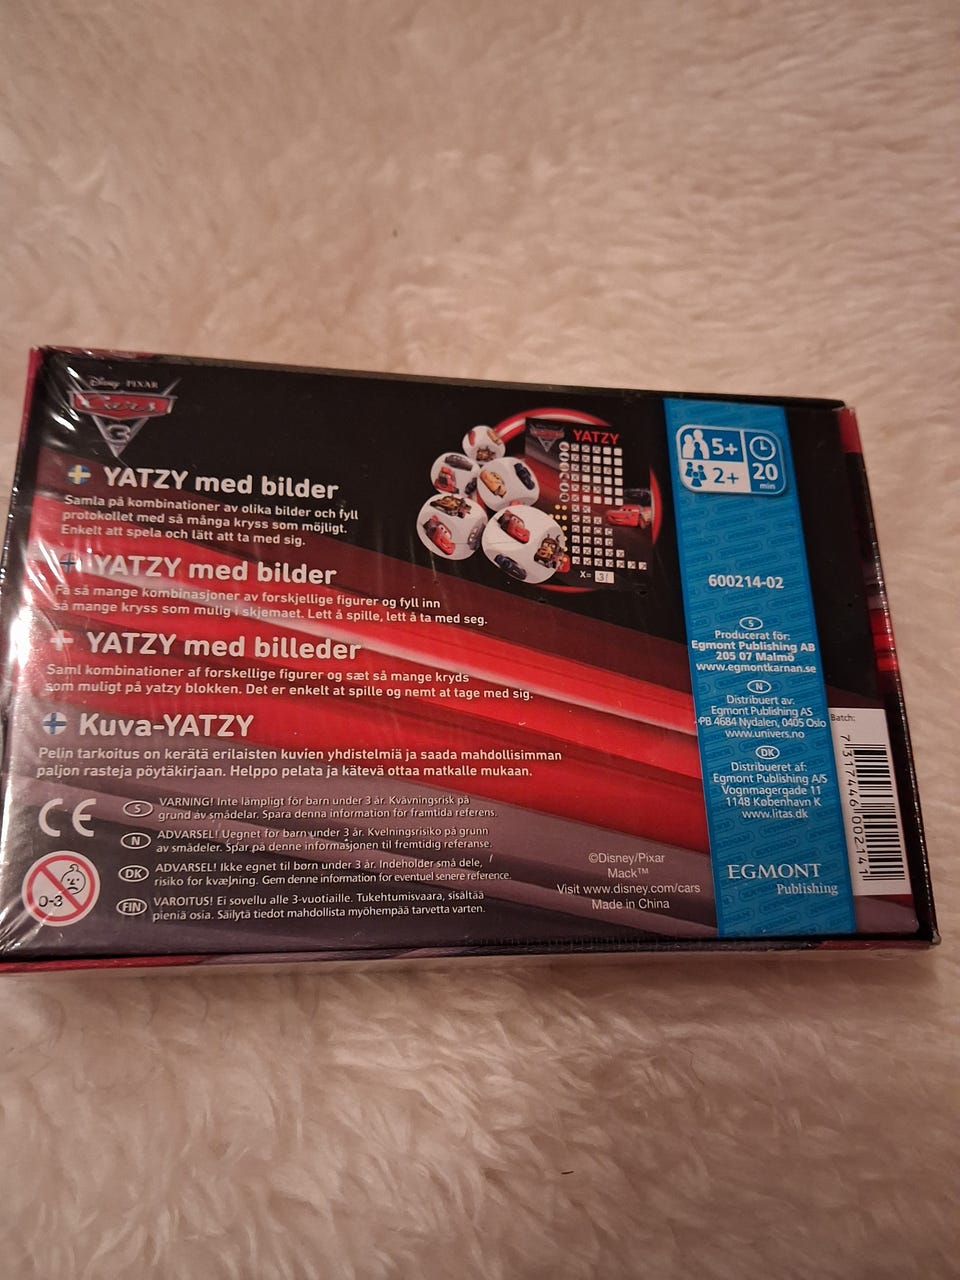 Disney PIXAR
Cars
3
YATZY med bilder
Samla på kombinationer av olika bilder och fyll
protokollet med så många kryss som möjligt.
Enkelt att spela och lätt att ta med sig.
YATZY med bilder
Få så mange kombinasjoner av forskjellige figurer og fyll inn
så mange kryss som mulig i skjemaet. Lett å spille, lett å ta med seg.
YATZY med billeder
Saml kombinationer af forskellige figurer og sæt så mange kryds
som muligt på yatzy blokken. Det er enkelt at spille og nemt at tage med sig.
Kuva-YATZY
Pelin tarkoitus on kerätä erilaisten kuvien yhdistelmiä ja saada mahdollisimman
paljon rasteja pöytäkirjaan. Helppo pelata ja kätevä ottaa matkalle mukaan.
CE
0-3
S VARNING! Inte lämpligt för barn under 3 år. Kvävningsrisk på
grund av smådelar. Spara denna information för framtida referens.
N ADVARSEL! Uegnet for barn under 3 år. Kvelningsrisiko på grunn
av smådeler. Spar på denne informasjonen til fremtidig referanse.
DK ADVARSEL! Ikke egnet til børn under 3 år. Indeholder små dele,
risiko for kvælning. Gem denne information for eventuel senere reference.
FIN VAROITUS! Ei sovellu alle 3-vuotiaille. Tukehtumisvaara, sisältää
pieniä osia. Säilytä tiedot mahdollista myöhempää tarvetta varten.
YATZY
X= 31
©Disney/Pixar
Mack™
Visit www.disney.com/cars
Made in China
5+
2+
20
min
600214-02
S
Producerat för:
Egmont Publishing AB
205 07 Malmö
www.egmontkarnan.se
N
Distribuert av:
Egmont Publishing AS
PB 4684 Nydalen, 0405 Oslo
www.univers.no
DK
Distribueret af:
Egmont Publishing A/S
Vognmagergade 11
1148 København K
www.litas.dk
EGMONT
Publishing
Batch:
7 317446 002141